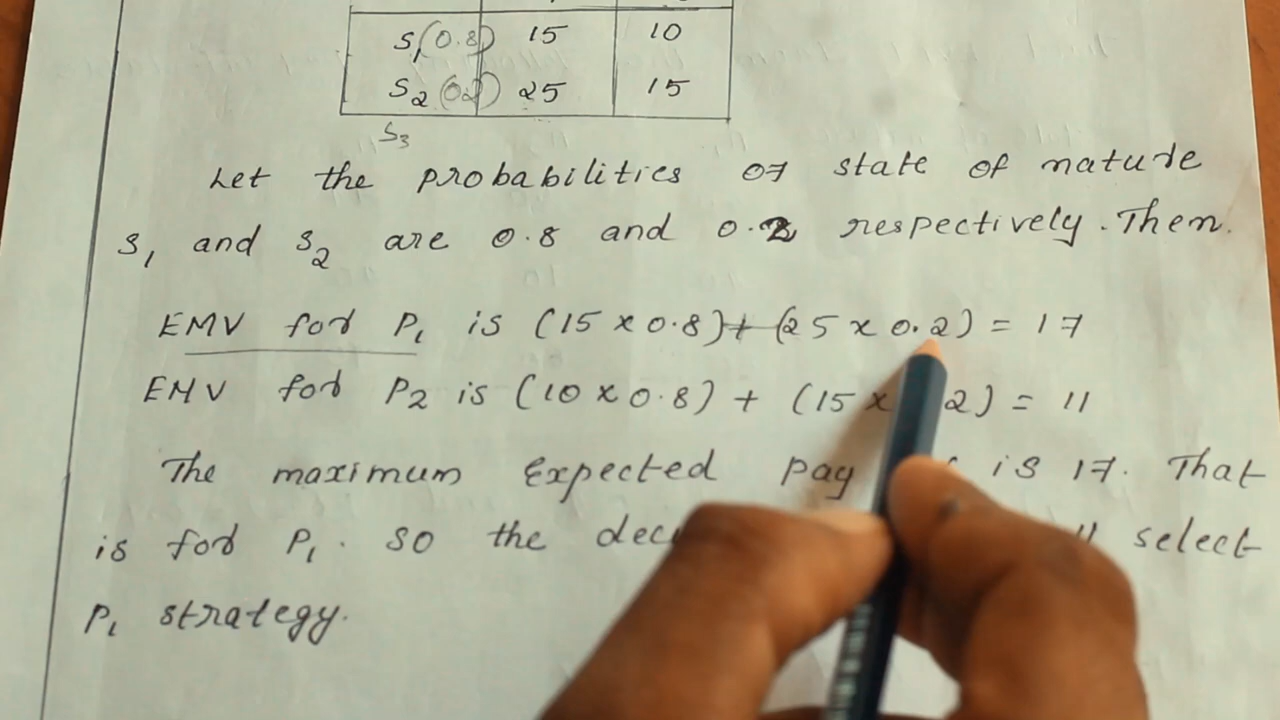 S1(0.8) 15 10
S2(0.2) 25 15
S3
Let the probabilities of state of nature
S1 and S2 are 0.8 and 0.2 respectively. Then.
EMV for P1 is (15 x 0.8) + (25 x 0.2) = 17
EMV for P2 is (10 x 0.8) + (15 x 2) = 11
The maximum Expected pay is 17. That
is for P1. So the select
P1 strategy.